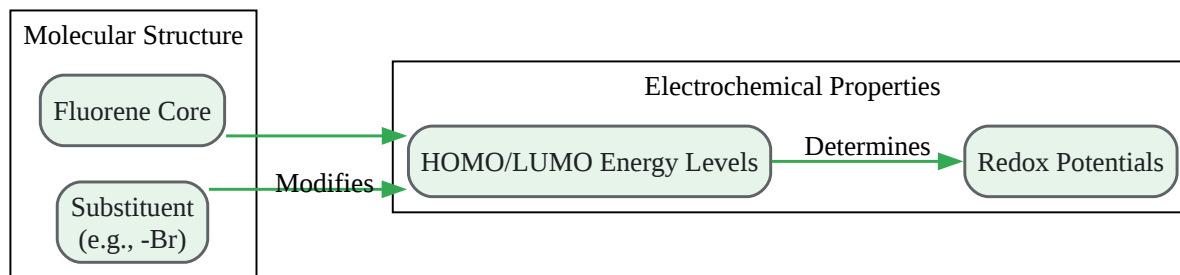 Molecular Structure
Fluorene Core
Substituent
(e.g., -Br)
Modifies
Electrochemical Properties
HOMO/LUMO Energy Levels
Determines
Redox Potentials